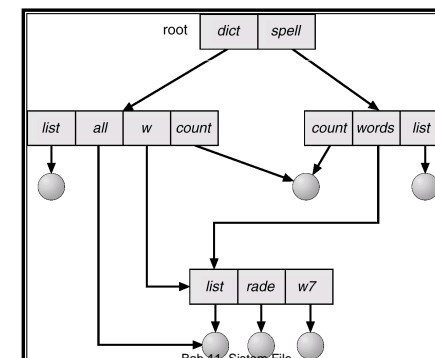 root dict spell
list all w count count words list
list rade w7
Bab 11: Sistem File